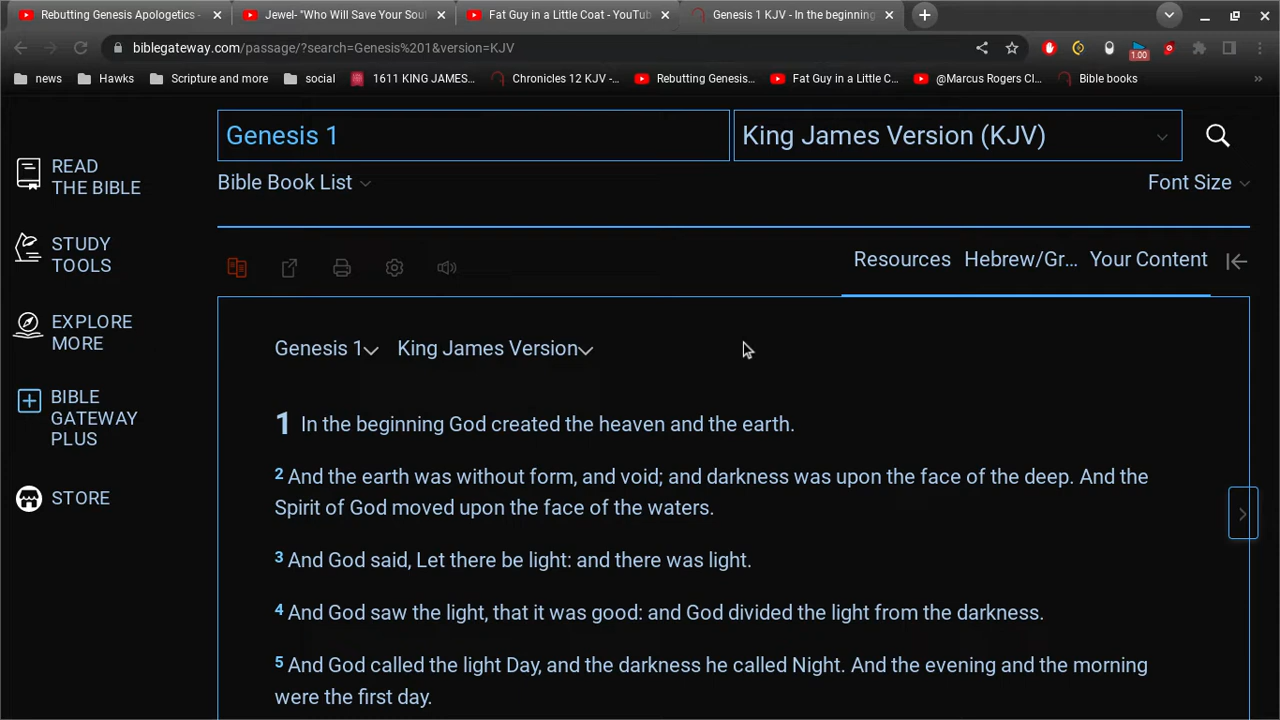 Rebutting Genesis Apologetics -
Jewel- "Who Will Save Your Soul
Fat Guy in a Little Coat - YouTube
Genesis 1 KJV - In the beginning
biblegateway.com/passage/?search=Genesis%201&version=KJV
1.00
news
Hawks
Scripture and more
social
1611 KING JAMES...
Chronicles 12 KJV -...
Rebutting Genesis...
Fat Guy in a Little C...
@Marcus Rogers Cl...
Bible books
»
Genesis 1
King James Version (KJV)
Bible Book List
Font Size
READ
THE BIBLE
STUDY
TOOLS
EXPLORE
MORE
BIBLE
GATEWAY
PLUS
STORE
Resources
Hebrew/Gr...
Your Content
Genesis 1
King James Version
1 In the beginning God created the heaven and the earth.
2 And the earth was without form, and void; and darkness was upon the face of the deep. And the
Spirit of God moved upon the face of the waters.
3 And God said, Let there be light: and there was light.
4 And God saw the light, that it was good: and God divided the light from the darkness.
5 And God called the light Day, and the darkness he called Night. And the evening and the morning
were the first day.